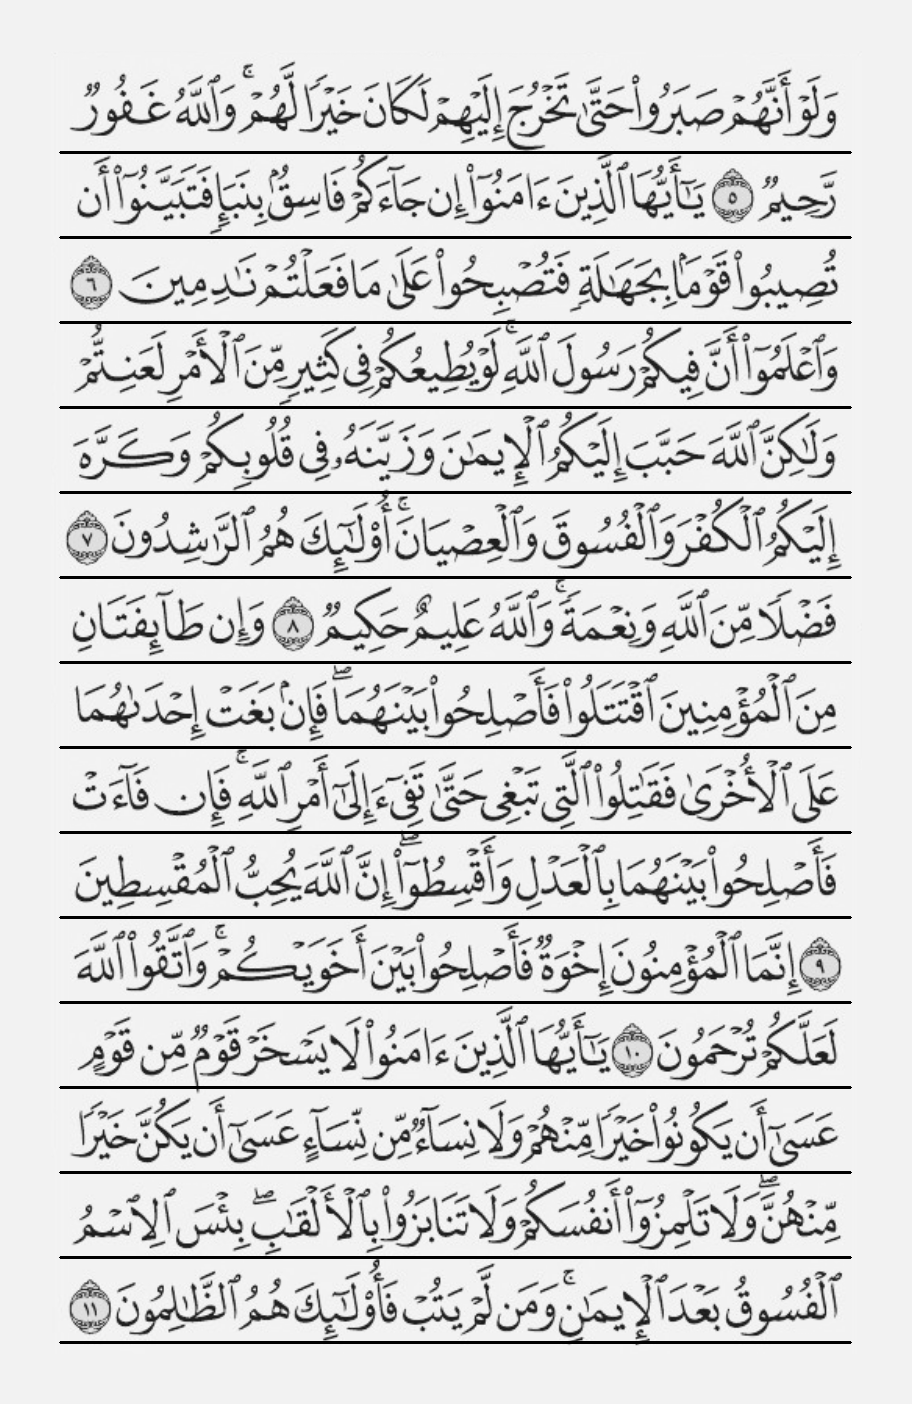 وَلَوْ أَنَّهُمْ صَبَرُوا۟ حَتَّىٰ تَخْرُجَ إِلَيْهِمْ لَكَانَ خَيْرًا لَّهُمْ ۚ وَٱللَّهُ غَفُورٌ
رَّحِيمٌ ٥ يَـٰٓأَيُّهَا ٱلَّذِينَ ءَامَنُوٓا۟ إِن جَآءَكُمْ فَاسِقٌۢ بِنَبَإٍ فَتَبَيَّنُوٓا۟ أَن
تُصِيبُوا۟ قَوْمًۢا بِجَهَـٰلَةٍ فَتُصْبِحُوا۟ عَلَىٰ مَا فَعَلْتُمْ نَـٰدِمِينَ ٦
وَٱعْلَمُوٓا۟ أَنَّ فِيكُمْ رَسُولَ ٱللَّهِ ۚ لَوْ يُطِيعُكُمْ فِى كَثِيرٍ مِّنَ ٱلْأَمْرِ لَعَنِتُّمْ
وَلَـٰكِنَّ ٱللَّهَ حَبَّبَ إِلَيْكُمُ ٱلْإِيمَـٰنَ وَزَيَّنَهُۥ فِى قُلُوبِكُمْ وَكَرَّهَ
إِلَيْكُمُ ٱلْكُفْرَ وَٱلْفُسُوقَ وَٱلْعِصْيَانَ ۚ أُو۟لَـٰٓئِكَ هُمُ ٱلرَّٰشِدُونَ ٧
فَضْلًا مِّنَ ٱللَّهِ وَنِعْمَةً ۚ وَٱللَّهُ عَلِيمٌ حَكِيمٌ ٨ وَإِن طَآئِفَتَانِ
مِنَ ٱلْمُؤْمِنِينَ ٱقْتَتَلُوا۟ فَأَصْلِحُوا۟ بَيْنَهُمَا ۖ فَإِنۢ بَغَتْ إِحْدَىٰهُمَا
عَلَى ٱلْأُخْرَىٰ فَقَـٰتِلُوا۟ ٱلَّتِى تَبْغِى حَتَّىٰ تَفِىٓءَ إِلَىٰٓ أَمْرِ ٱللَّهِ ۚ فَإِن فَآءَتْ
فَأَصْلِحُوا۟ بَيْنَهُمَا بِٱلْعَدْلِ وَأَقْسِطُوٓا۟ ۖ إِنَّ ٱللَّهَ يُحِبُّ ٱلْمُقْسِطِينَ
٩ إِنَّمَا ٱلْمُؤْمِنُونَ إِخْوَةٌ فَأَصْلِحُوا۟ بَيْنَ أَخَوَيْكُمْ ۚ وَٱتَّقُوا۟ ٱللَّهَ
لَعَلَّكُمْ تُرْحَمُونَ ١٠ يَـٰٓأَيُّهَا ٱلَّذِينَ ءَامَنُوا۟ لَا يَسْخَرْ قَوْمٌ مِّن قَوْمٍ
عَسَىٰٓ أَن يَكُونُوا۟ خَيْرًا مِّنْهُمْ وَلَا نِسَآءٌ مِّن نِّسَآءٍ عَسَىٰٓ أَن يَكُنَّ خَيْرًا
مِّنْهُنَّ ۖ وَلَا تَلْمِزُوٓا۟ أَنفُسَكُمْ وَلَا تَنَابَزُوا۟ بِٱلْأَلْقَـٰبِ ۖ بِئْسَ ٱلِٱسْمُ
ٱلْفُسُوقُ بَعْدَ ٱلْإِيمَـٰنِ ۚ وَمَن لَّمْ يَتُبْ فَأُو۟لَـٰٓئِكَ هُمُ ٱلظَّـٰلِمُونَ ١١